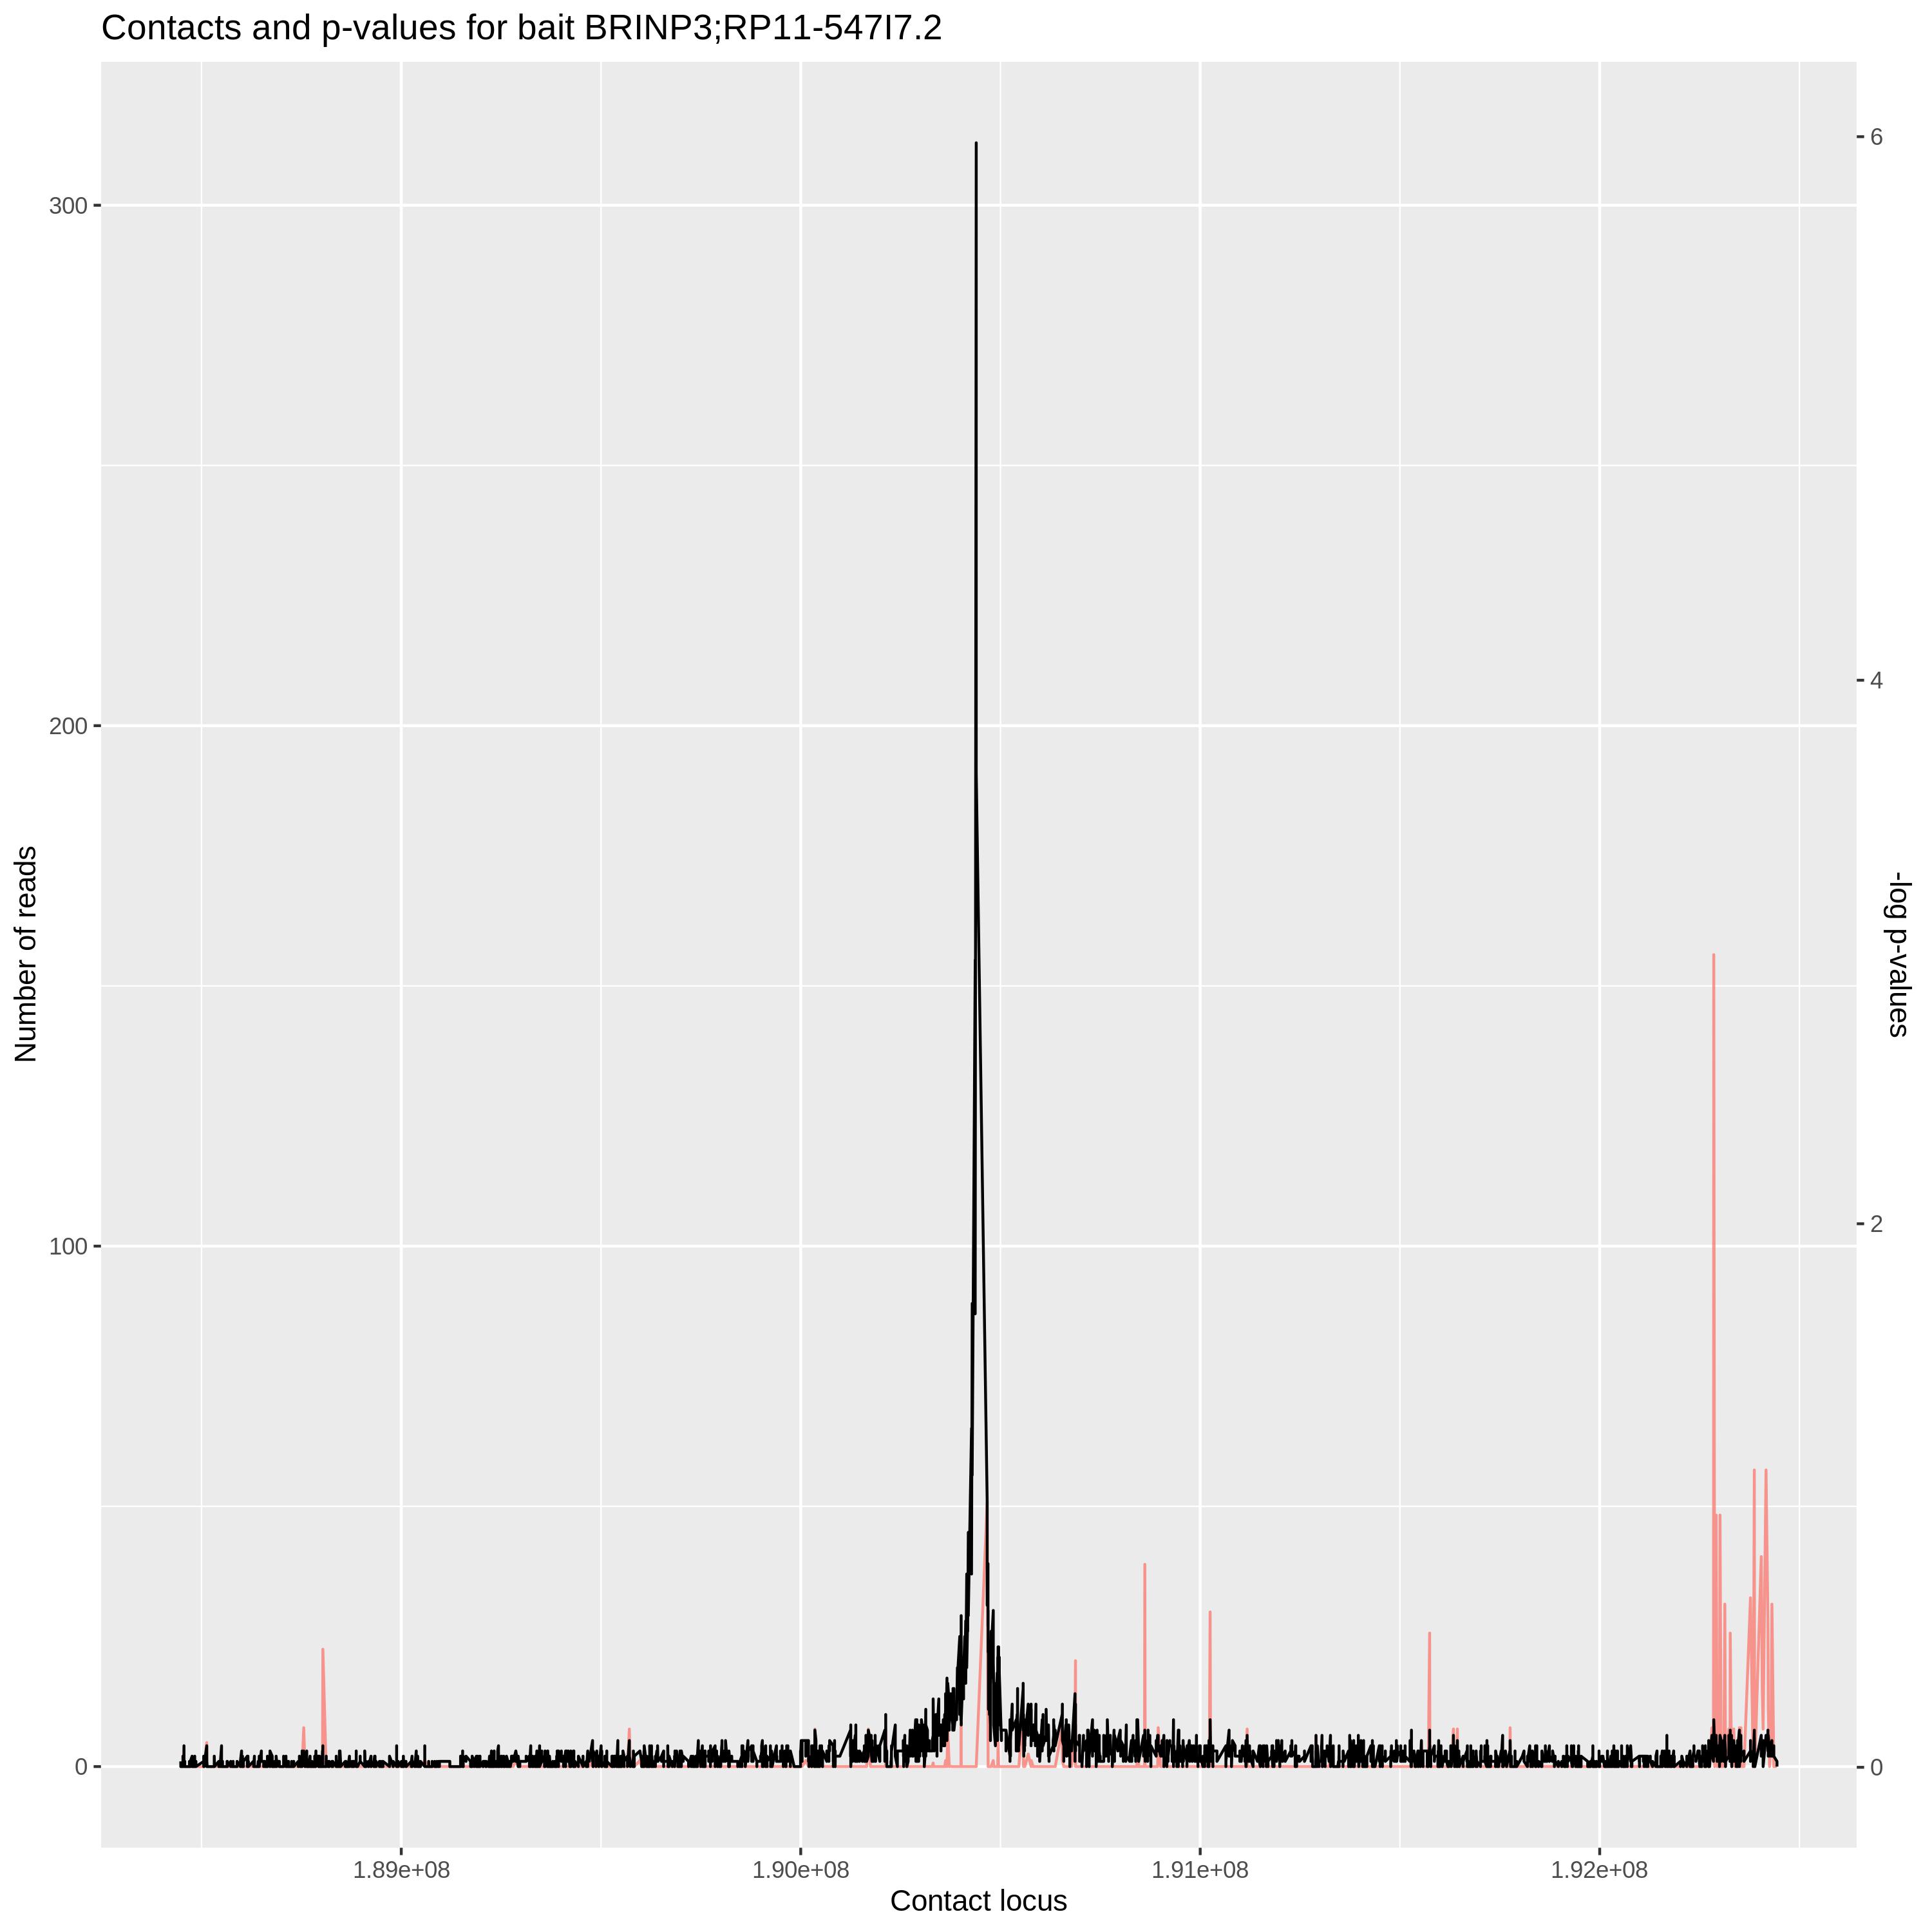 Contacts and p-values for bait BRINP3;RP11-547I7.2
300
200
100
0
Number of reads
6
4
2
0
-log p-values
1.89e+08
1.90e+08
1.91e+08
1.92e+08
Contact locus